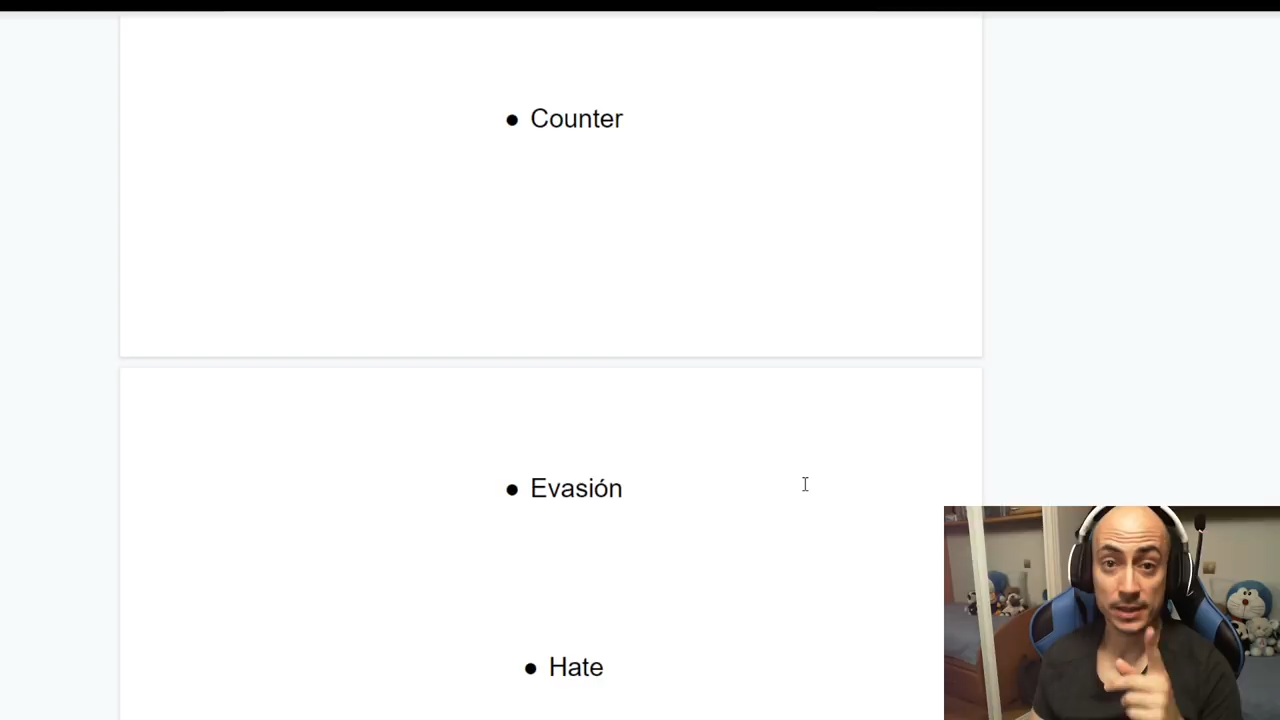 ● Counter
● Evasión
● Hate